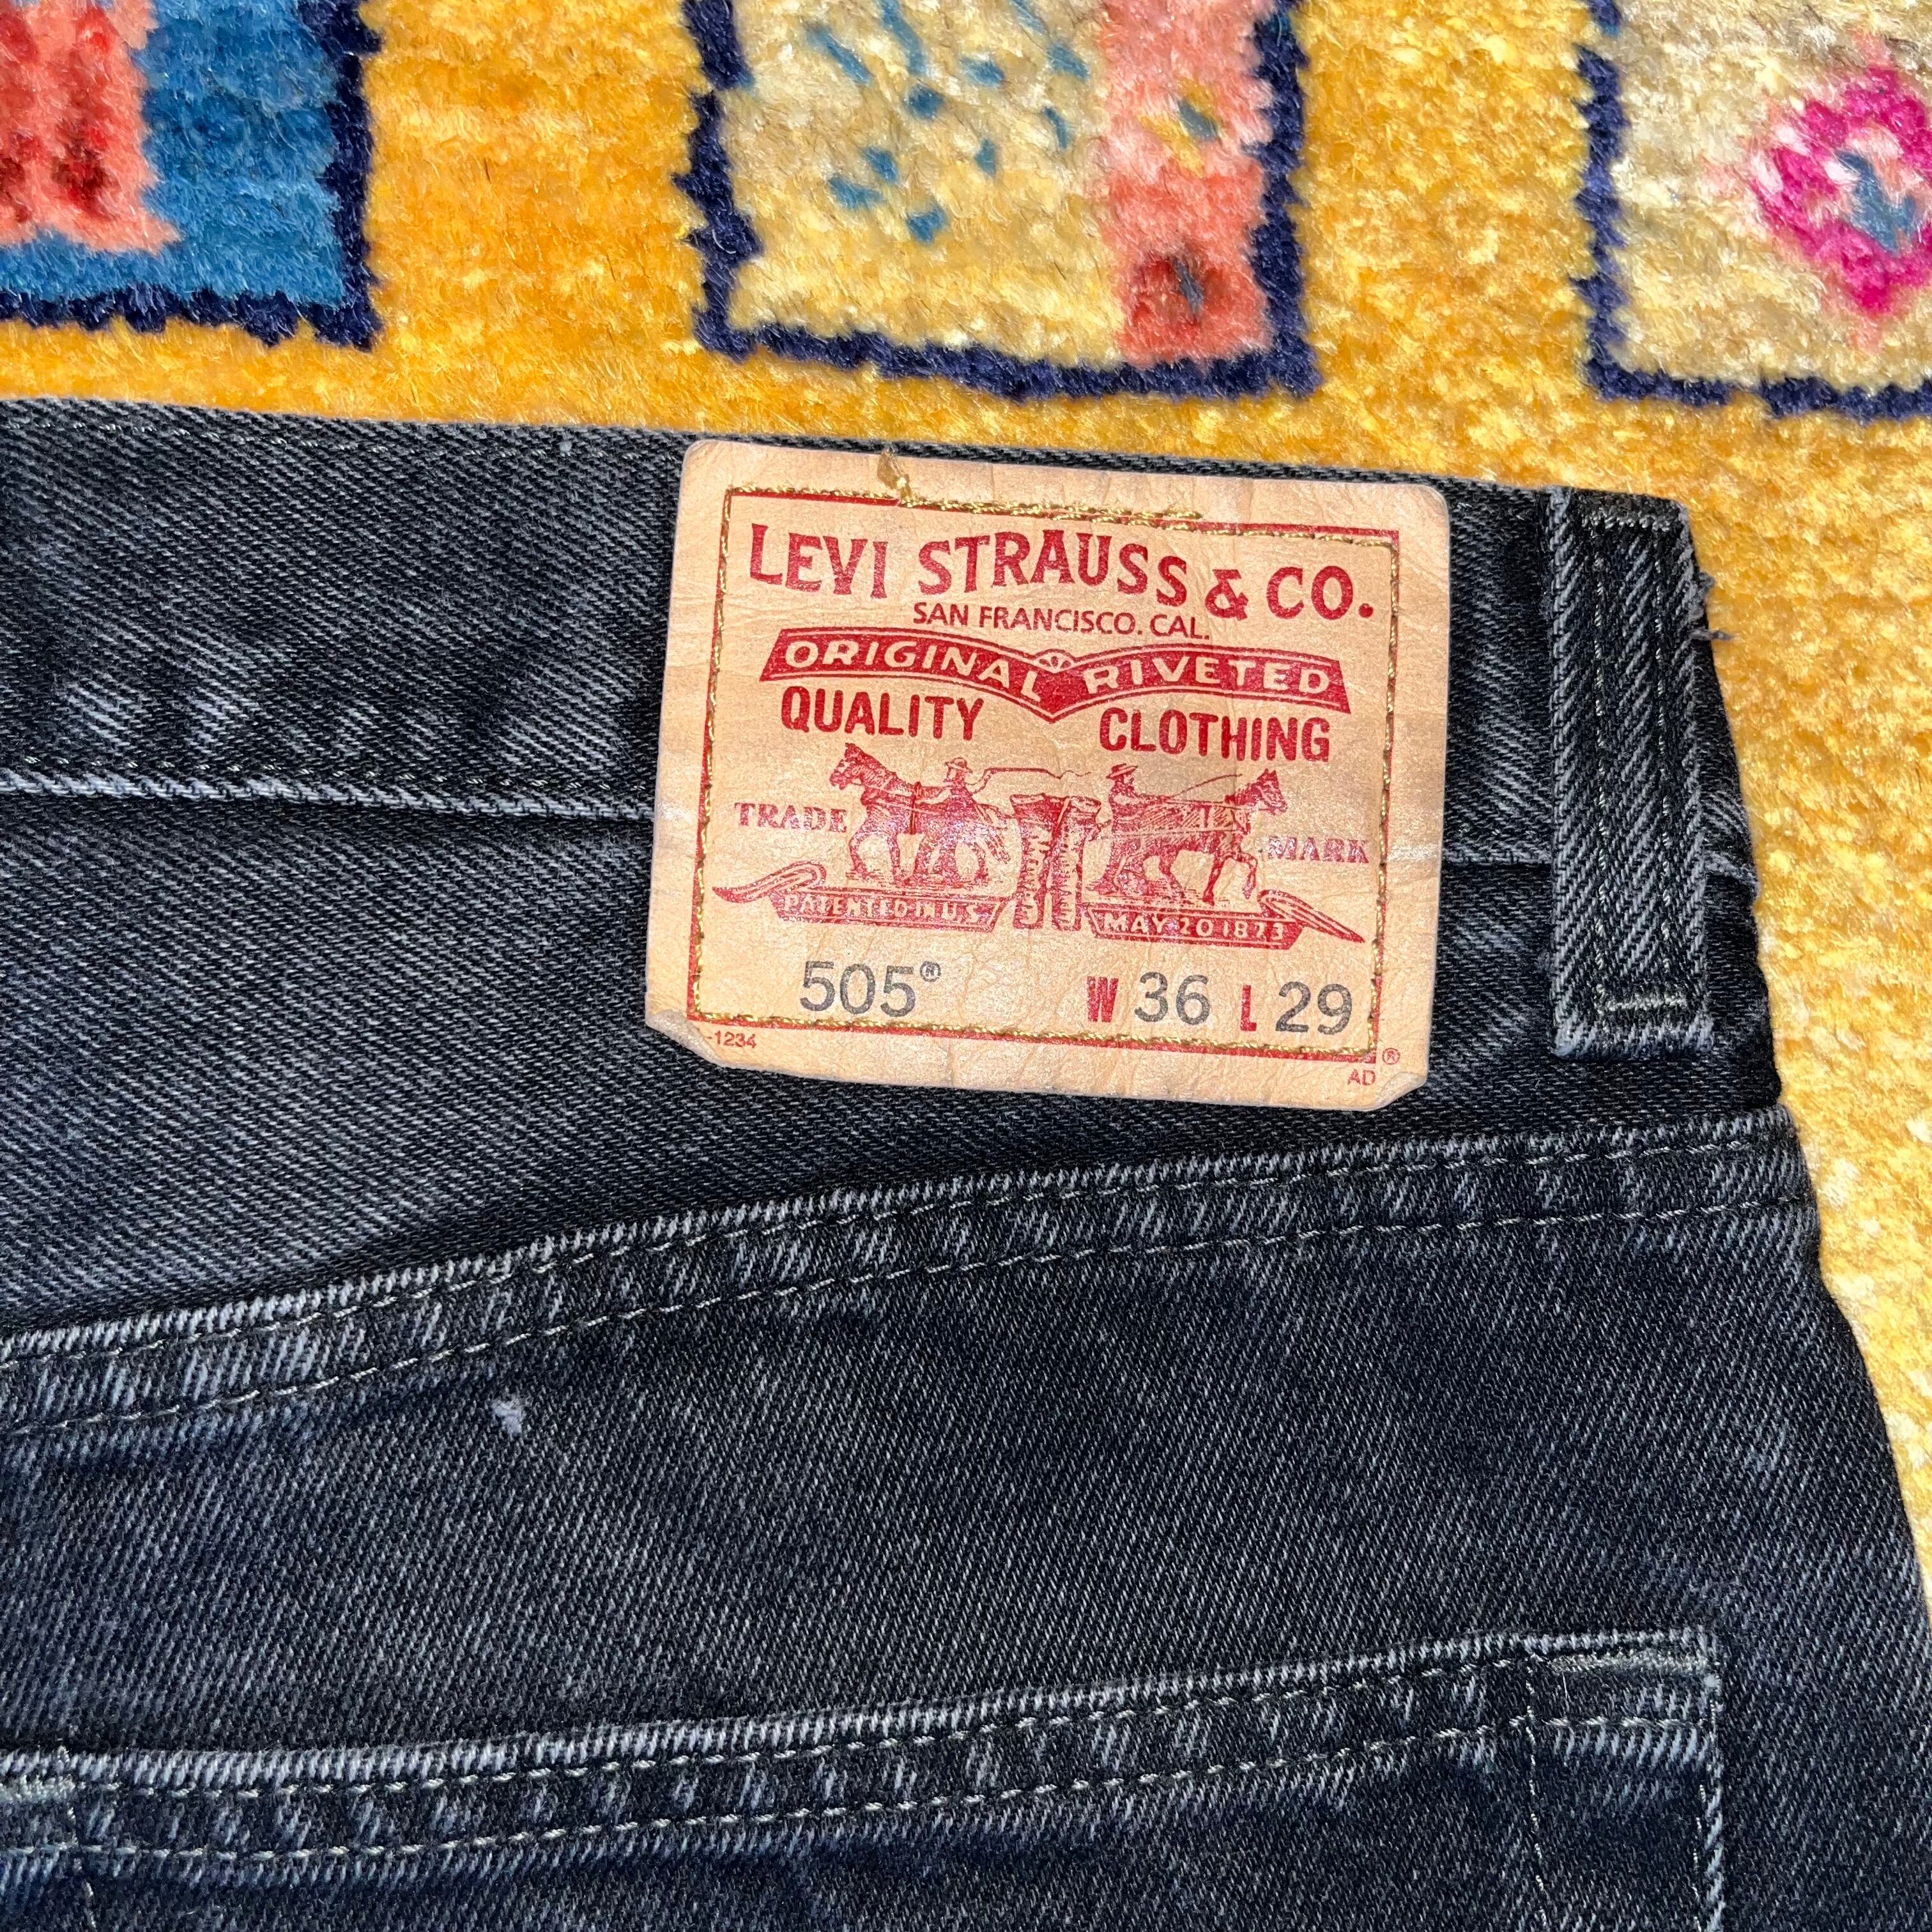 LEVI STRAUSS & CO.
SAN FRANCISCO. CAL.
ORIGINAL RIVETED
QUALITY CLOTHING
TRADE MARK
PATENTED IN U.S. MAY 20 1873
505® W 36 L 29
-1234 ®
AD